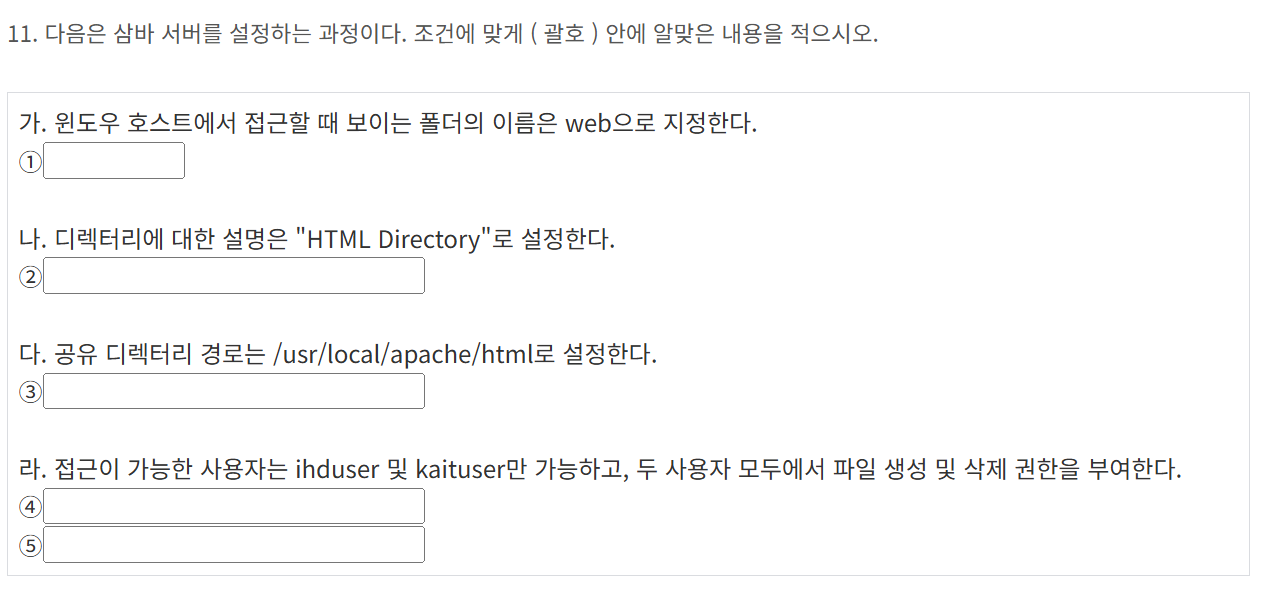 11. 다음은 삼바 서버를 설정하는 과정이다. 조건에 맞게 ( 괄호 ) 안에 알맞은 내용을 적으시오.
가. 윈도우 호스트에서 접근할 때 보이는 폴더의 이름은 web으로 지정한다.
①
나. 디렉터리에 대한 설명은 "HTML Directory"로 설정한다.
②
다. 공유 디렉터리 경로는 /usr/local/apache/html로 설정한다.
③
라. 접근이 가능한 사용자는 ihduser 및 kaituser만 가능하고, 두 사용자 모두에서 파일 생성 및 삭제 권한을 부여한다.
④
⑤